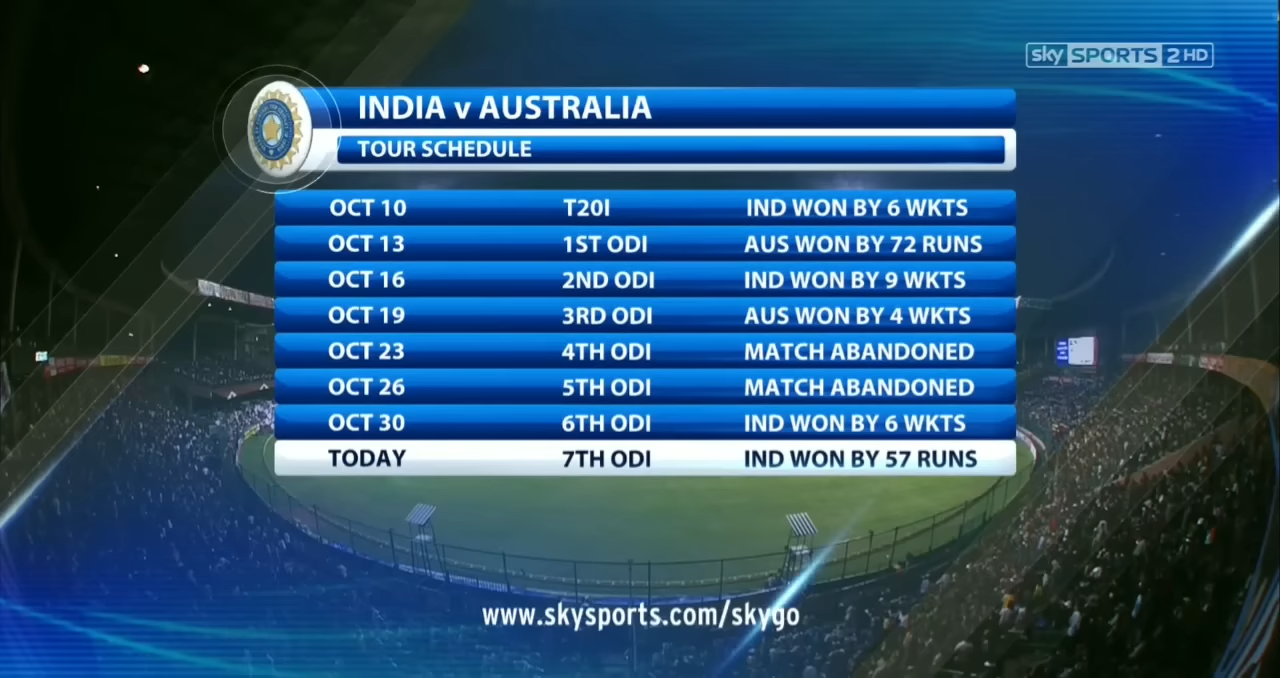 sky SPORTS 2 HD
INDIA v AUSTRALIA
TOUR SCHEDULE
OCT 10 T20I IND WON BY 6 WKTS
OCT 13 1ST ODI AUS WON BY 72 RUNS
OCT 16 2ND ODI IND WON BY 9 WKTS
OCT 19 3RD ODI AUS WON BY 4 WKTS
OCT 23 4TH ODI MATCH ABANDONED
OCT 26 5TH ODI MATCH ABANDONED
OCT 30 6TH ODI IND WON BY 6 WKTS
TODAY 7TH ODI IND WON BY 57 RUNS
www.skysports.com/skygo